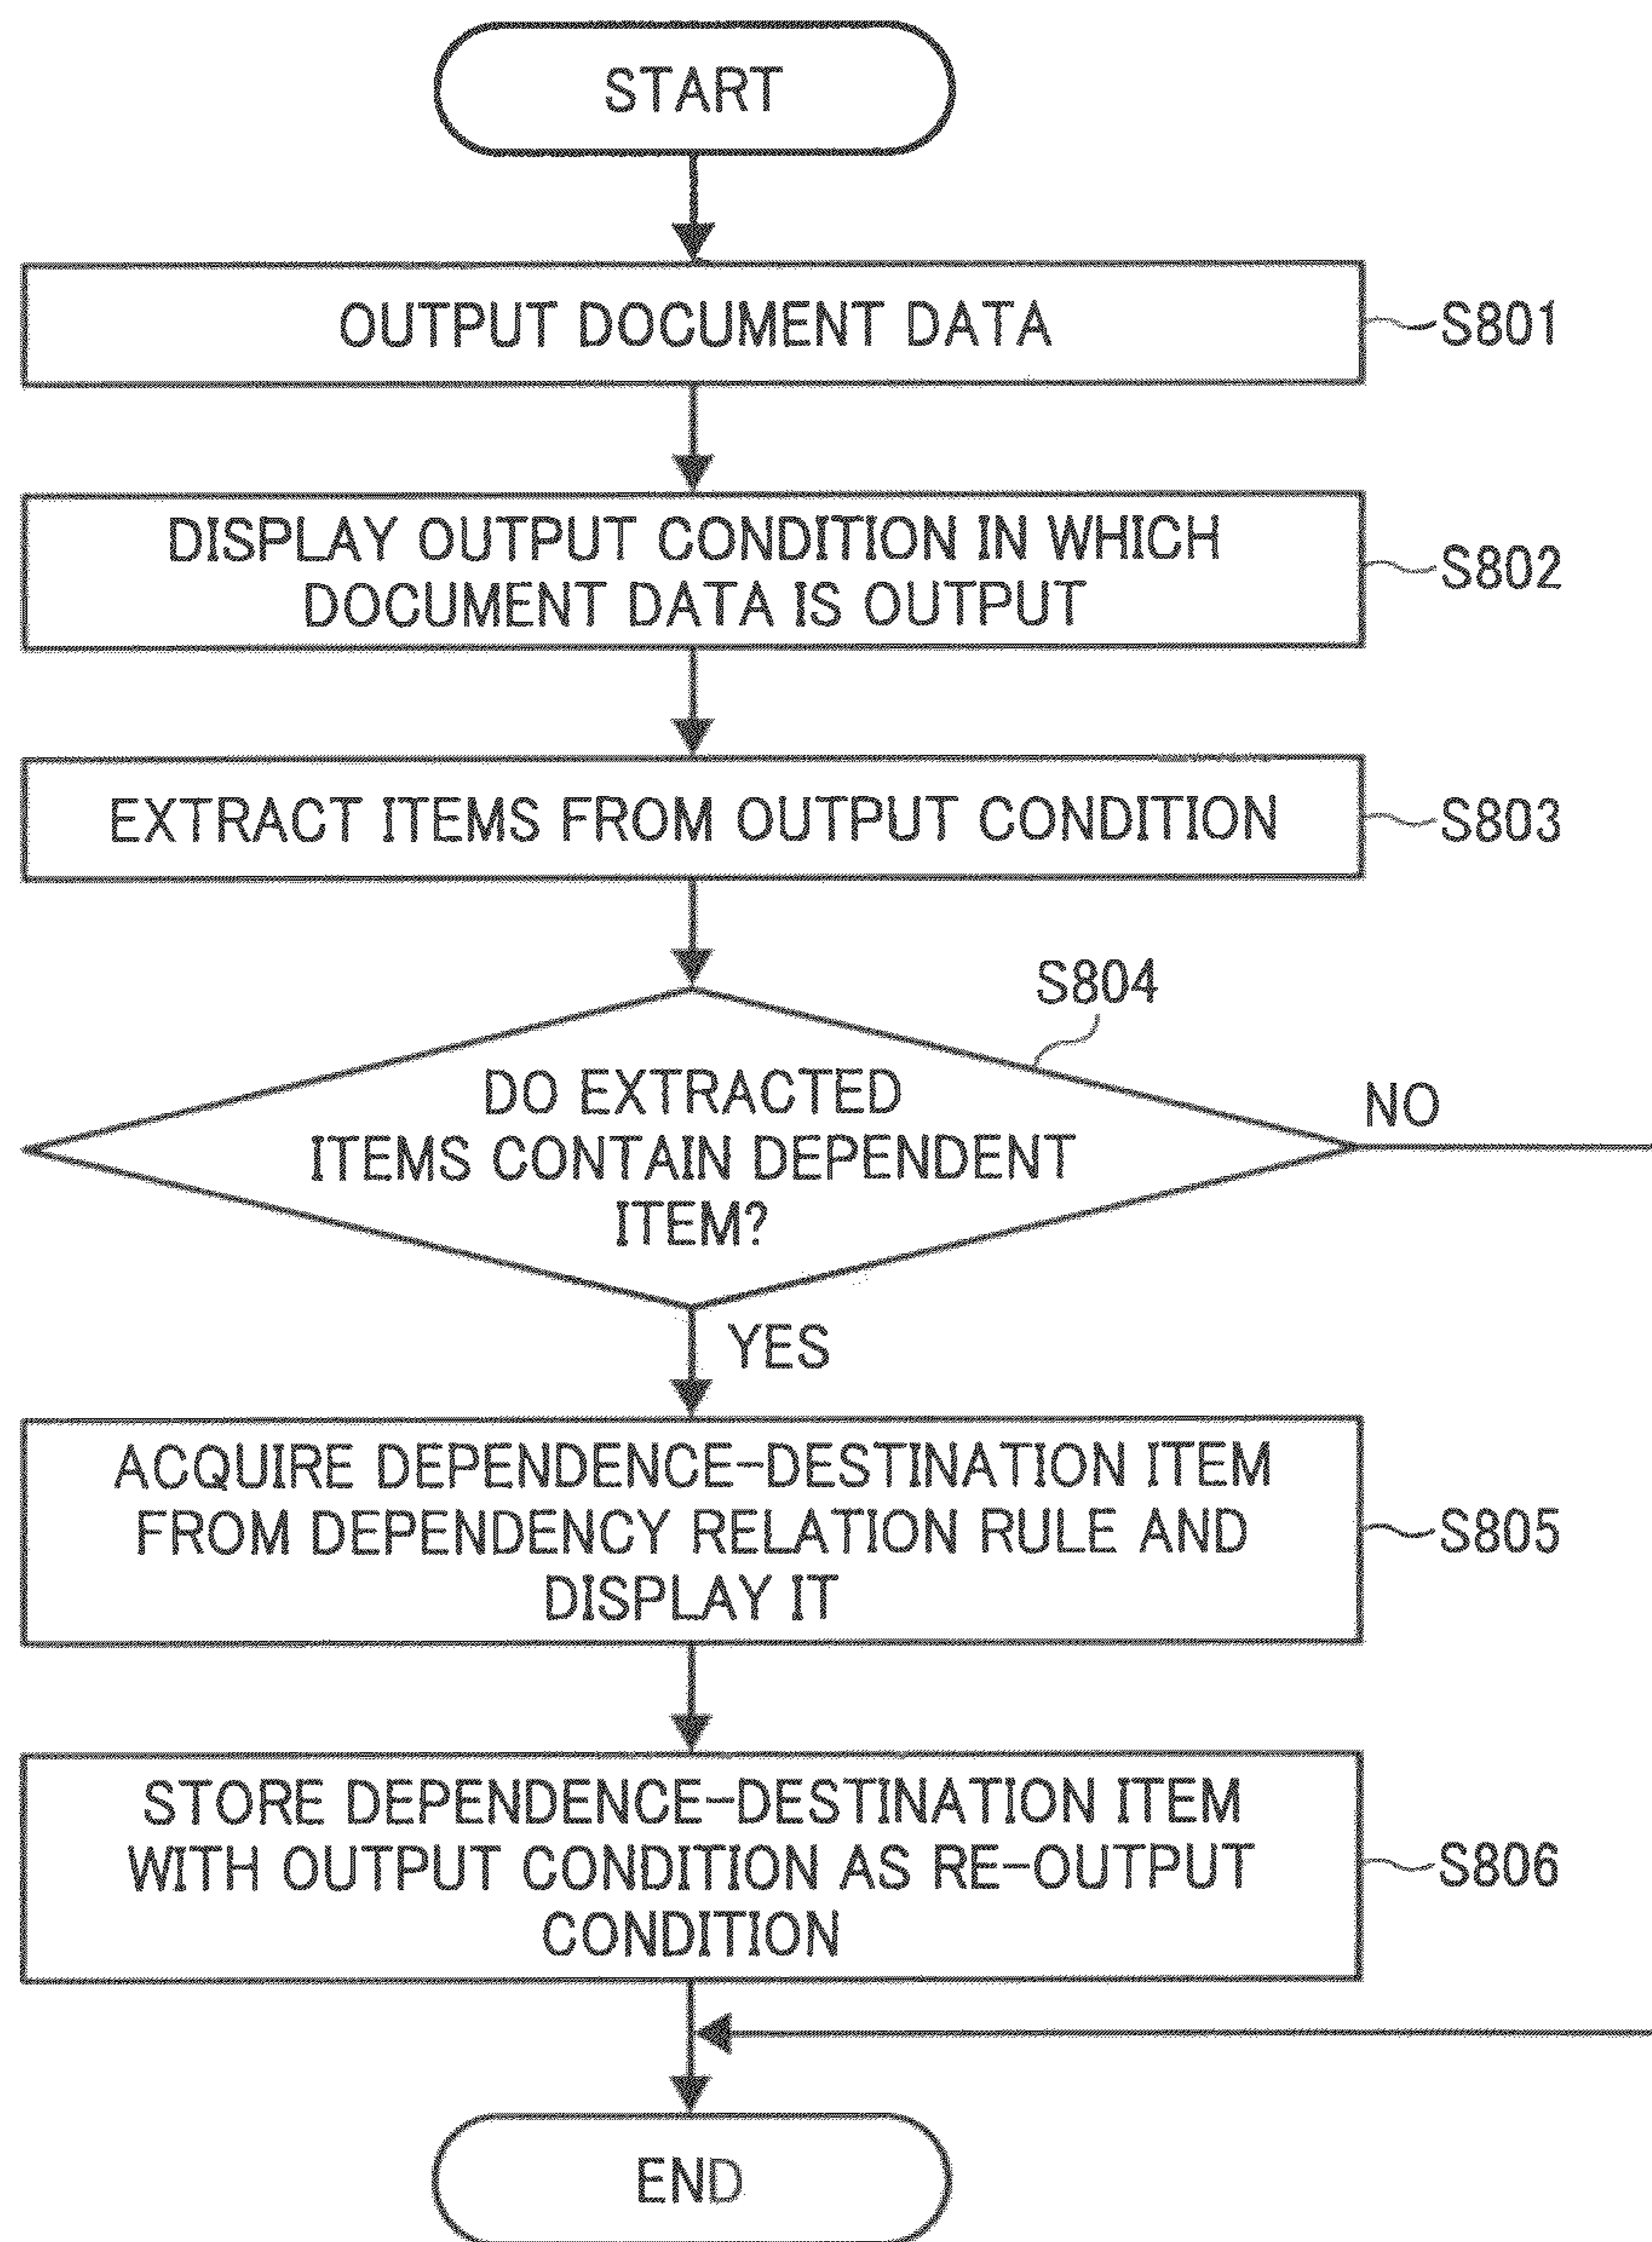 START
OUTPUT DOCUMENT DATA
S801
DISPLAY OUTPUT CONDITION IN WHICH
DOCUMENT DATA IS OUTPUT
S802
EXTRACT ITEMS FROM OUTPUT CONDITION
S803
S804
DO EXTRACTED
ITEMS CONTAIN DEPENDENT
ITEM?
NO
YES
ACQUIRE DEPENDENCE-DESTINATION ITEM
FROM DEPENDENCY RELATION RULE AND
DISPLAY IT
S805
STORE DEPENDENCE-DESTINATION ITEM
WITH OUTPUT CONDITION AS RE-OUTPUT
CONDITION
S806
END